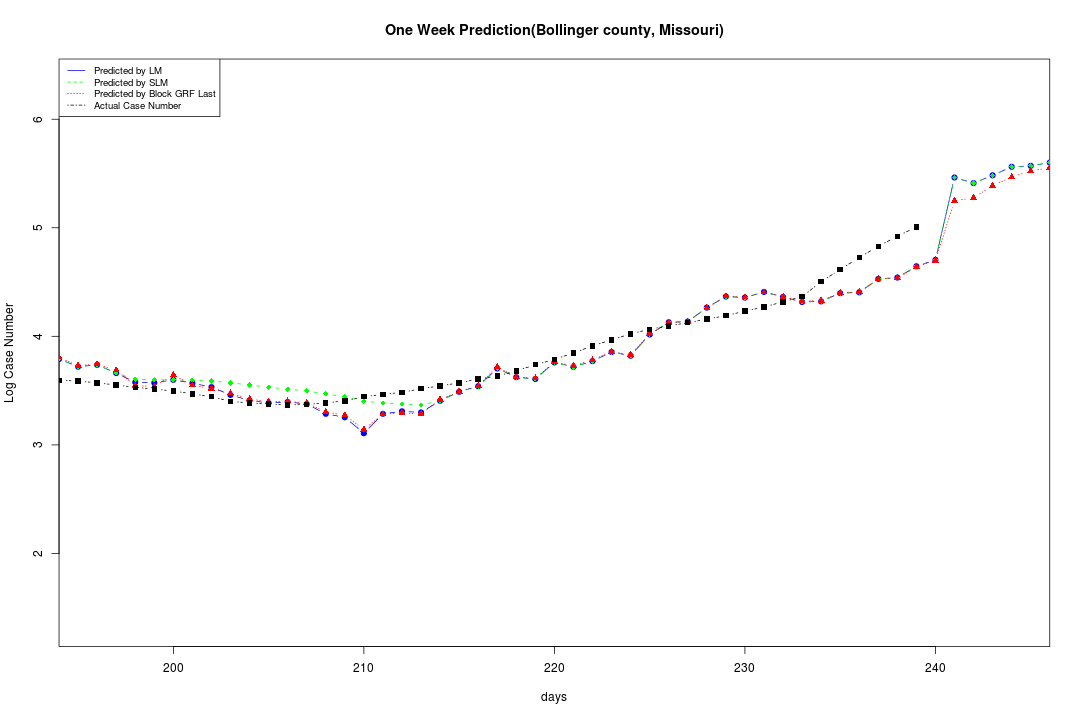 One Week Prediction(Bollinger county, Missouri)
Predicted by LM
Predicted by SLM
Predicted by Block GRF Last
Actual Case Number
6
5
4
3
2
Log Case Number
200 210 220 230 240
days